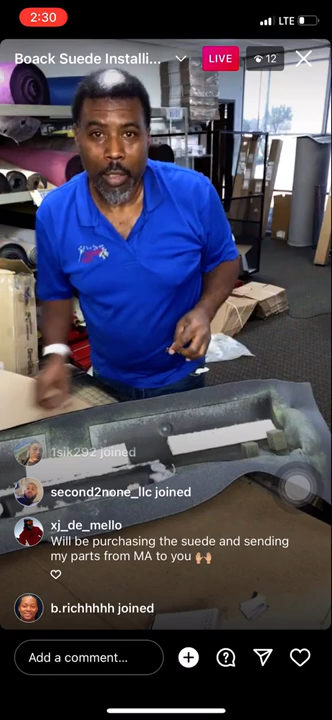 2:30
LTE
Boack Suede Installi...
LIVE
12
1sik292 joined
second2none_llc joined
xj_de_mello
Will be purchasing the suede and sending
my parts from MA to you 🙌🏽
b.richhhhh joined
Add a comment...